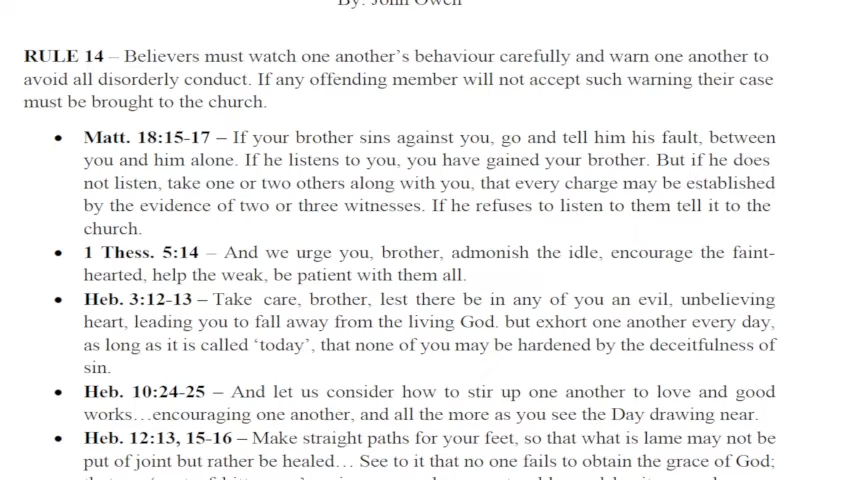 By: John Owen
RULE 14 – Believers must watch one another's behaviour carefully and warn one another to
avoid all disorderly conduct. If any offending member will not accept such warning their case
must be brought to the church.
• Matt. 18:15-17 – If your brother sins against you, go and tell him his fault, between
you and him alone. If he listens to you, you have gained your brother. But if he does
not listen, take one or two others along with you, that every charge may be established
by the evidence of two or three witnesses. If he refuses to listen to them tell it to the
church.
• 1 Thess. 5:14 – And we urge you, brother, admonish the idle, encourage the faint-
hearted, help the weak, be patient with them all.
• Heb. 3:12-13 – Take care, brother, lest there be in any of you an evil, unbelieving
heart, leading you to fall away from the living God. but exhort one another every day,
as long as it is called ‘today’, that none of you may be hardened by the deceitfulness of
sin.
• Heb. 10:24-25 – And let us consider how to stir up one another to love and good
works…encouraging one another, and all the more as you see the Day drawing near.
• Heb. 12:13, 15-16 – Make straight paths for your feet, so that what is lame may not be
put of joint but rather be healed… See to it that no one fails to obtain the grace of God;